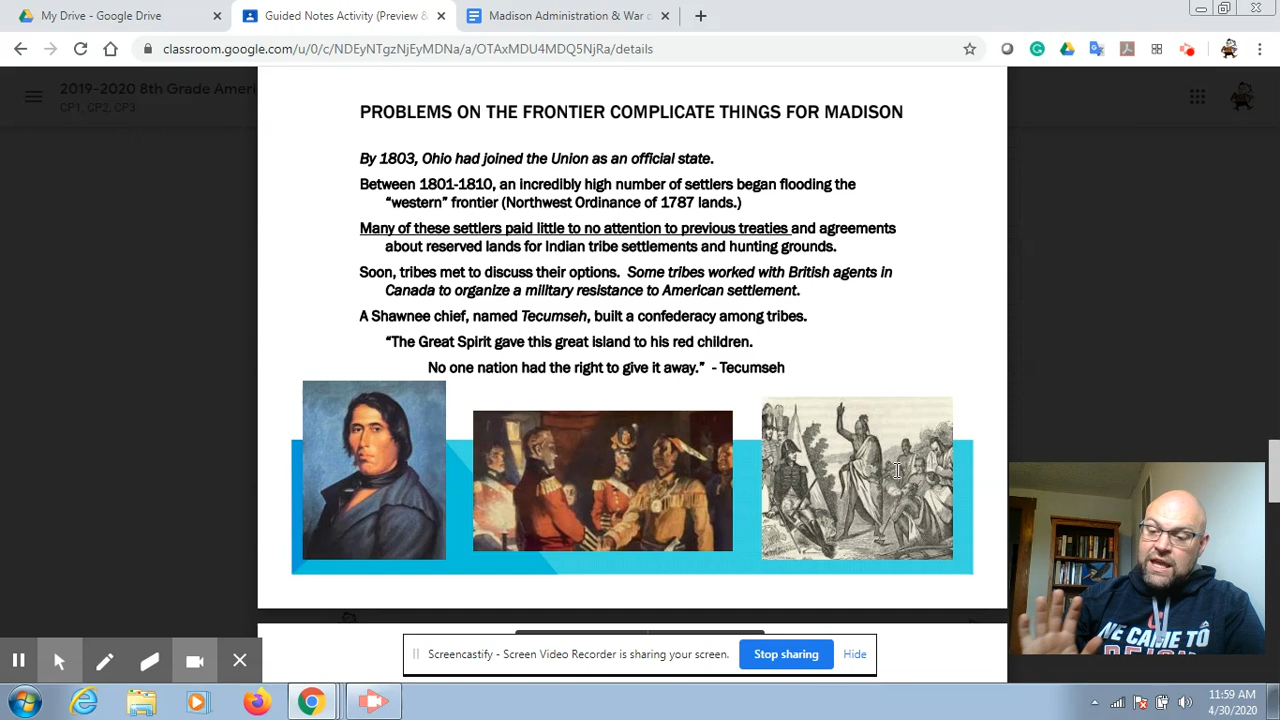 My Drive - Google Drive
Guided Notes Activity (Preview &
Madison Administration & War o
classroom.google.com/u/0/c/NDEyNTgzNjEyMDNa/a/OTAxMDU4MDQ5NjRa/details
2019-2020 8th Grade Ameri
CP1, CP2, CP3
PROBLEMS ON THE FRONTIER COMPLICATE THINGS FOR MADISON
By 1803, Ohio had joined the Union as an official state.
Between 1801-1810, an incredibly high number of settlers began flooding the
“western” frontier (Northwest Ordinance of 1787 lands.)
Many of these settlers paid little to no attention to previous treaties and agreements
about reserved lands for Indian tribe settlements and hunting grounds.
Soon, tribes met to discuss their options. Some tribes worked with British agents in
Canada to organize a military resistance to American settlement.
A Shawnee chief, named Tecumseh, built a confederacy among tribes.
“The Great Spirit gave this great island to his red children.
No one nation had the right to give it away.” - Tecumseh
WE CAME TO
Screencastify - Screen Video Recorder is sharing your screen.
Stop sharing
Hide
11:59 AM
4/30/2020